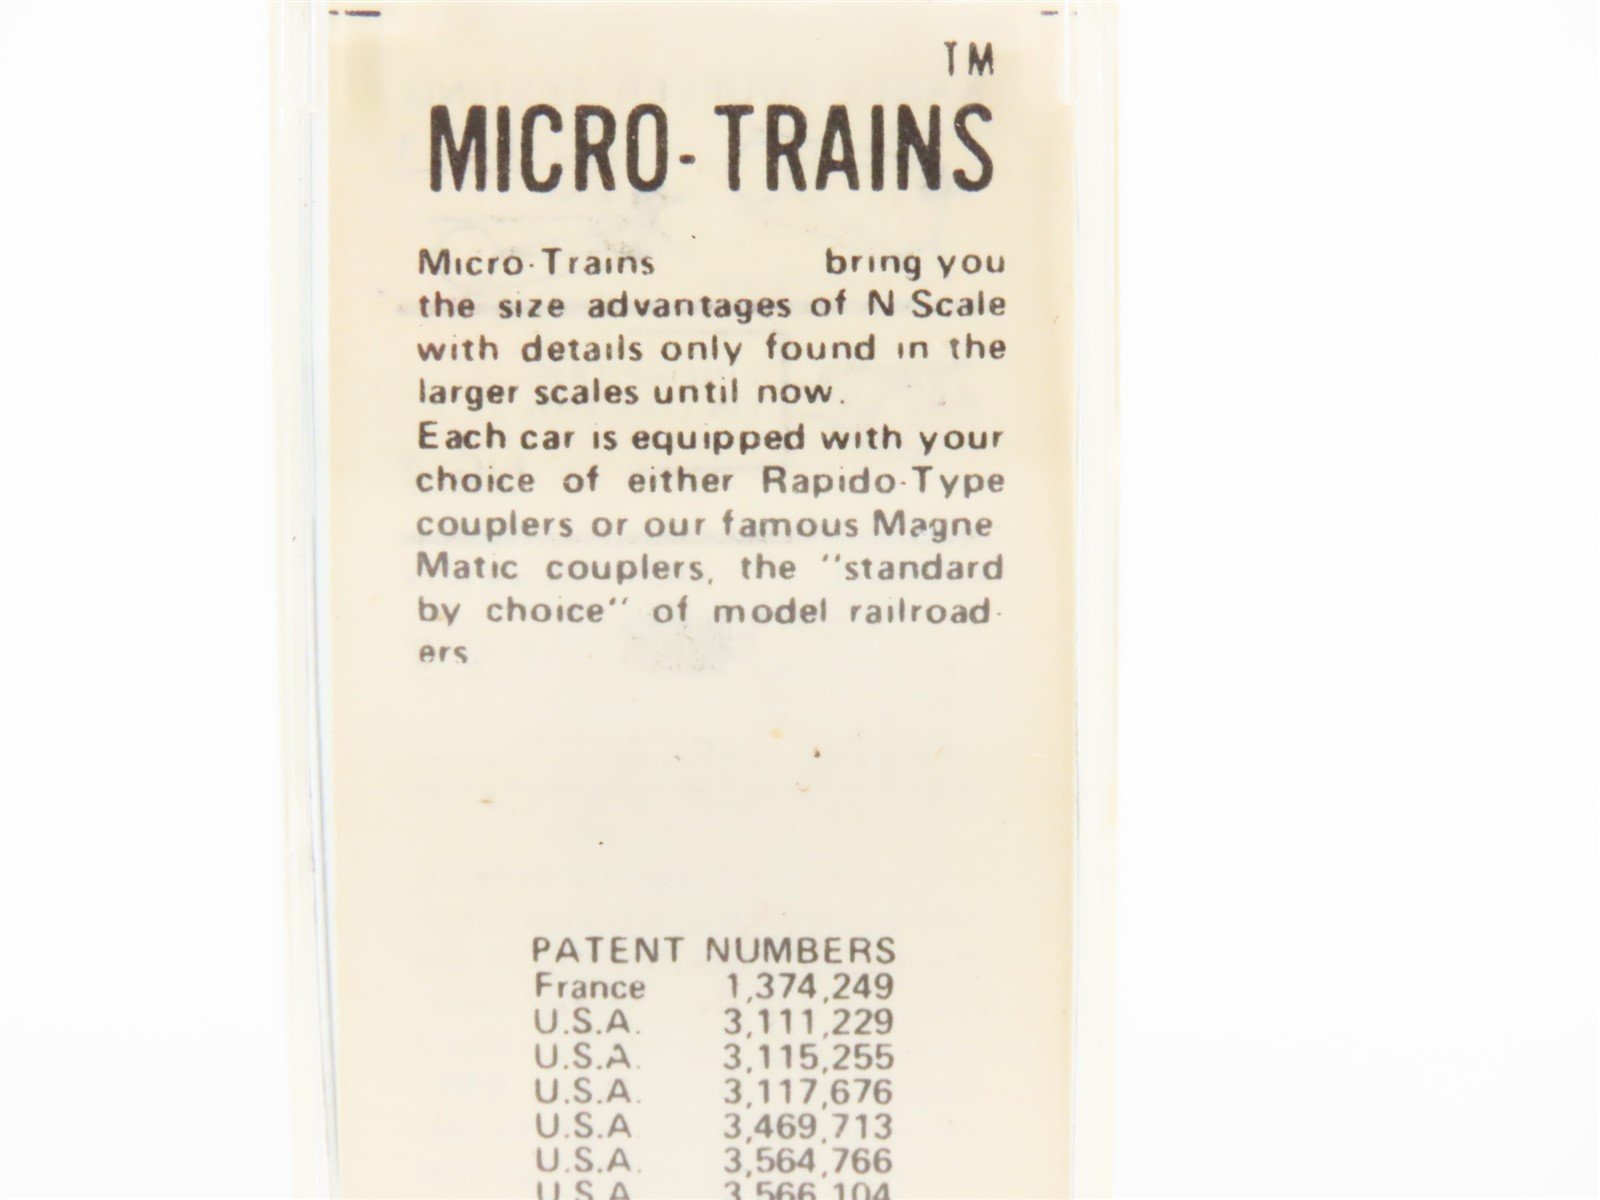 TM
MICRO-TRAINS
Micro-Trains bring you
the size advantages of N Scale
with details only found in the
larger scales until now.
Each car is equipped with your
choice of either Rapido-Type
couplers or our famous Magne
Matic couplers, the "standard
by choice" of model railroad-
ers
PATENT NUMBERS
France 1,374,249
U.S.A. 3,111,229
U.S.A. 3,115,255
U.S.A. 3,117,676
U.S.A 3,469,713
U.S.A. 3,564,766
U.S.A 3,566,104